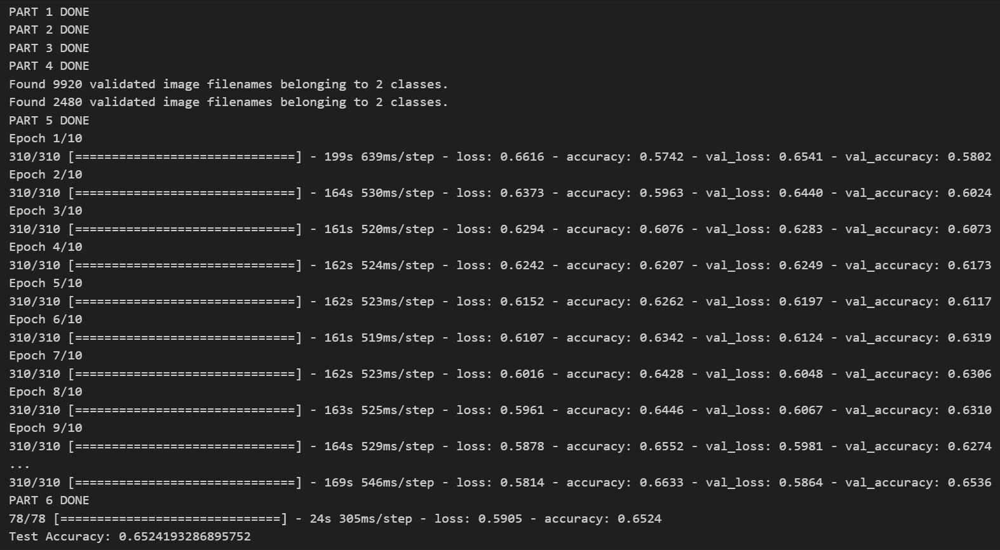 PART 1 DONE
PART 2 DONE
PART 3 DONE
PART 4 DONE
Found 9920 validated image filenames belonging to 2 classes.
Found 2480 validated image filenames belonging to 2 classes.
PART 5 DONE
Epoch 1/10
310/310 [==============================] - 199s 639ms/step - loss: 0.6616 - accuracy: 0.5742 - val_loss: 0.6541 - val_accuracy: 0.5802
Epoch 2/10
310/310 [==============================] - 164s 530ms/step - loss: 0.6373 - accuracy: 0.5963 - val_loss: 0.6440 - val_accuracy: 0.6024
Epoch 3/10
310/310 [==============================] - 161s 520ms/step - loss: 0.6294 - accuracy: 0.6076 - val_loss: 0.6283 - val_accuracy: 0.6073
Epoch 4/10
310/310 [==============================] - 162s 524ms/step - loss: 0.6242 - accuracy: 0.6207 - val_loss: 0.6249 - val_accuracy: 0.6173
Epoch 5/10
310/310 [==============================] - 162s 523ms/step - loss: 0.6152 - accuracy: 0.6262 - val_loss: 0.6197 - val_accuracy: 0.6117
Epoch 6/10
310/310 [==============================] - 161s 519ms/step - loss: 0.6107 - accuracy: 0.6342 - val_loss: 0.6124 - val_accuracy: 0.6319
Epoch 7/10
310/310 [==============================] - 162s 523ms/step - loss: 0.6016 - accuracy: 0.6428 - val_loss: 0.6048 - val_accuracy: 0.6306
Epoch 8/10
310/310 [==============================] - 163s 525ms/step - loss: 0.5961 - accuracy: 0.6446 - val_loss: 0.6067 - val_accuracy: 0.6310
Epoch 9/10
310/310 [==============================] - 164s 529ms/step - loss: 0.5878 - accuracy: 0.6552 - val_loss: 0.5981 - val_accuracy: 0.6274
...
310/310 [==============================] - 169s 546ms/step - loss: 0.5814 - accuracy: 0.6633 - val_loss: 0.5864 - val_accuracy: 0.6536
PART 6 DONE
78/78 [==============================] - 24s 305ms/step - loss: 0.5905 - accuracy: 0.6524
Test Accuracy: 0.6524193286895752